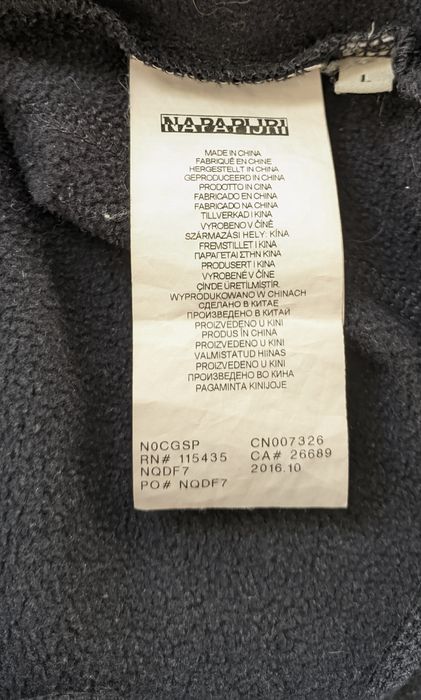 L
NAPAPIJRI
MADE IN CHINA
FABRIQUÉ EN CHINE
HERGESTELLT IN CHINA
GEPRODUCEERD IN CHINA
PRODOTTO IN CINA
FABRICADO EN CHINA
FABRICADO NA CHINA
TILLVERKAD I KINA
VYROBENO V ČÍNĚ
SZÁRMAZÁSI HELY: KÍNA
FREMSTILLET I KINA
ΠΑΡΑΓΕΤΑΙ ΣΤΗΝ ΚΙΝΑ
PRODUSERT I KINA
VYROBENÉ V ČÍNE
ÇİNDE ÜRETİLMİŞTİR
WYPRODUKOWANO W CHINACH
СДЕЛАНО В КИТАЕ
ПРОИЗВЕДЕНО В КИТАЙ
PROIZVEDENO U KINI
PRODUS ÎN CHINA
PROIZVEDENO U KINI
VALMISTATUD HIINAS
PROIZVEDENO U KINI
ПРОИЗВЕДЕНО ВО КИНА
PAGAMINTA KINIJOJE
N0CGSP CN007326
RN# 115435 CA# 26689
NQDF7 2016.10
PO# NQDF7